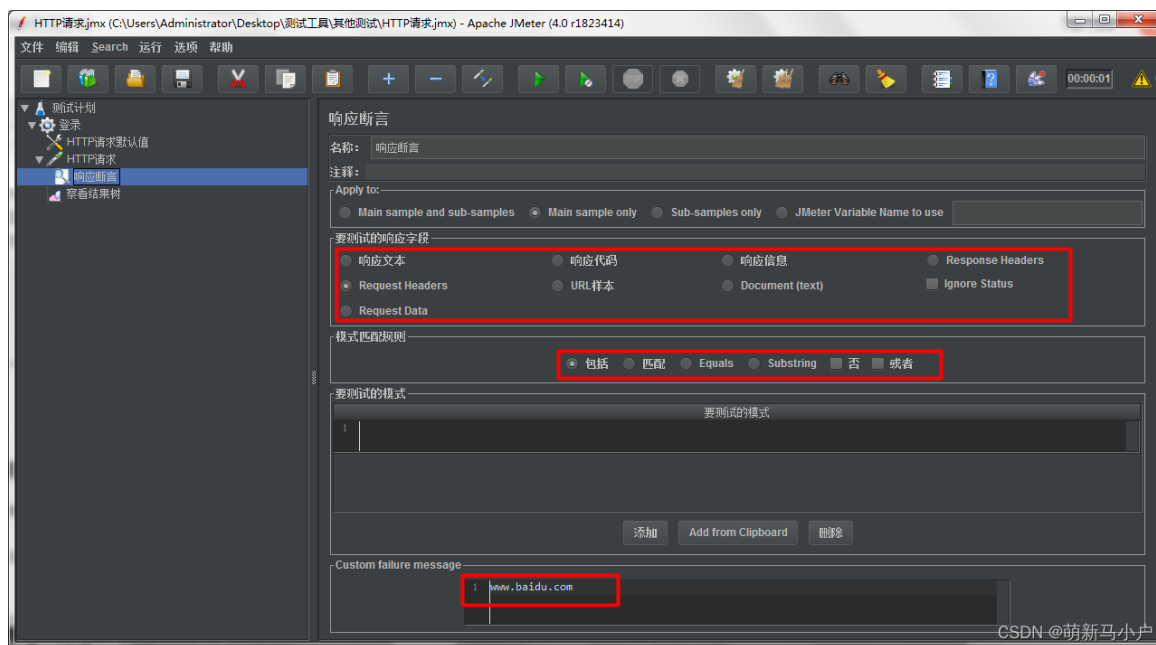 HTTP请求.jmx (C:\Users\Administrator\Desktop\测试工具\其他测试\HTTP请求.jmx) - Apache JMeter (4.0 r1823414)
文件 编辑 Search 运行 选项 帮助
00:00:01
测试计划
登录
HTTP请求默认值
HTTP请求
响应断言
察看结果树
响应断言
名称: 响应断言
注释:
Apply to:
Main sample and sub-samples Main sample only Sub-samples only JMeter Variable Name to use
要测试的响应字段
响应文本 响应代码 响应信息 Response Headers
Request Headers URL样本 Document (text) Ignore Status
Request Data
模式匹配规则
包括 匹配 Equals Substring 否 或者
要测试的模式
要测试的模式
1
添加 Add from Clipboard 删除
Custom failure message
1 www.baidu.com
CSDN @萌新马小户